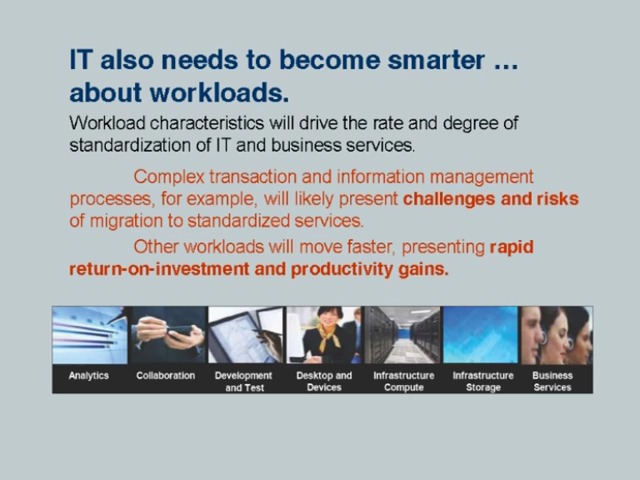 IT also needs to become smarter …
about workloads.
Workload characteristics will drive the rate and degree of
standardization of IT and business services.
Complex transaction and information management
processes, for example, will likely present challenges and risks
of migration to standardized services.
Other workloads will move faster, presenting rapid
return-on-investment and productivity gains.
Analytics
Collaboration
Development
and Test
Desktop and
Devices
Infrastructure
Compute
Infrastructure
Storage
Business
Services